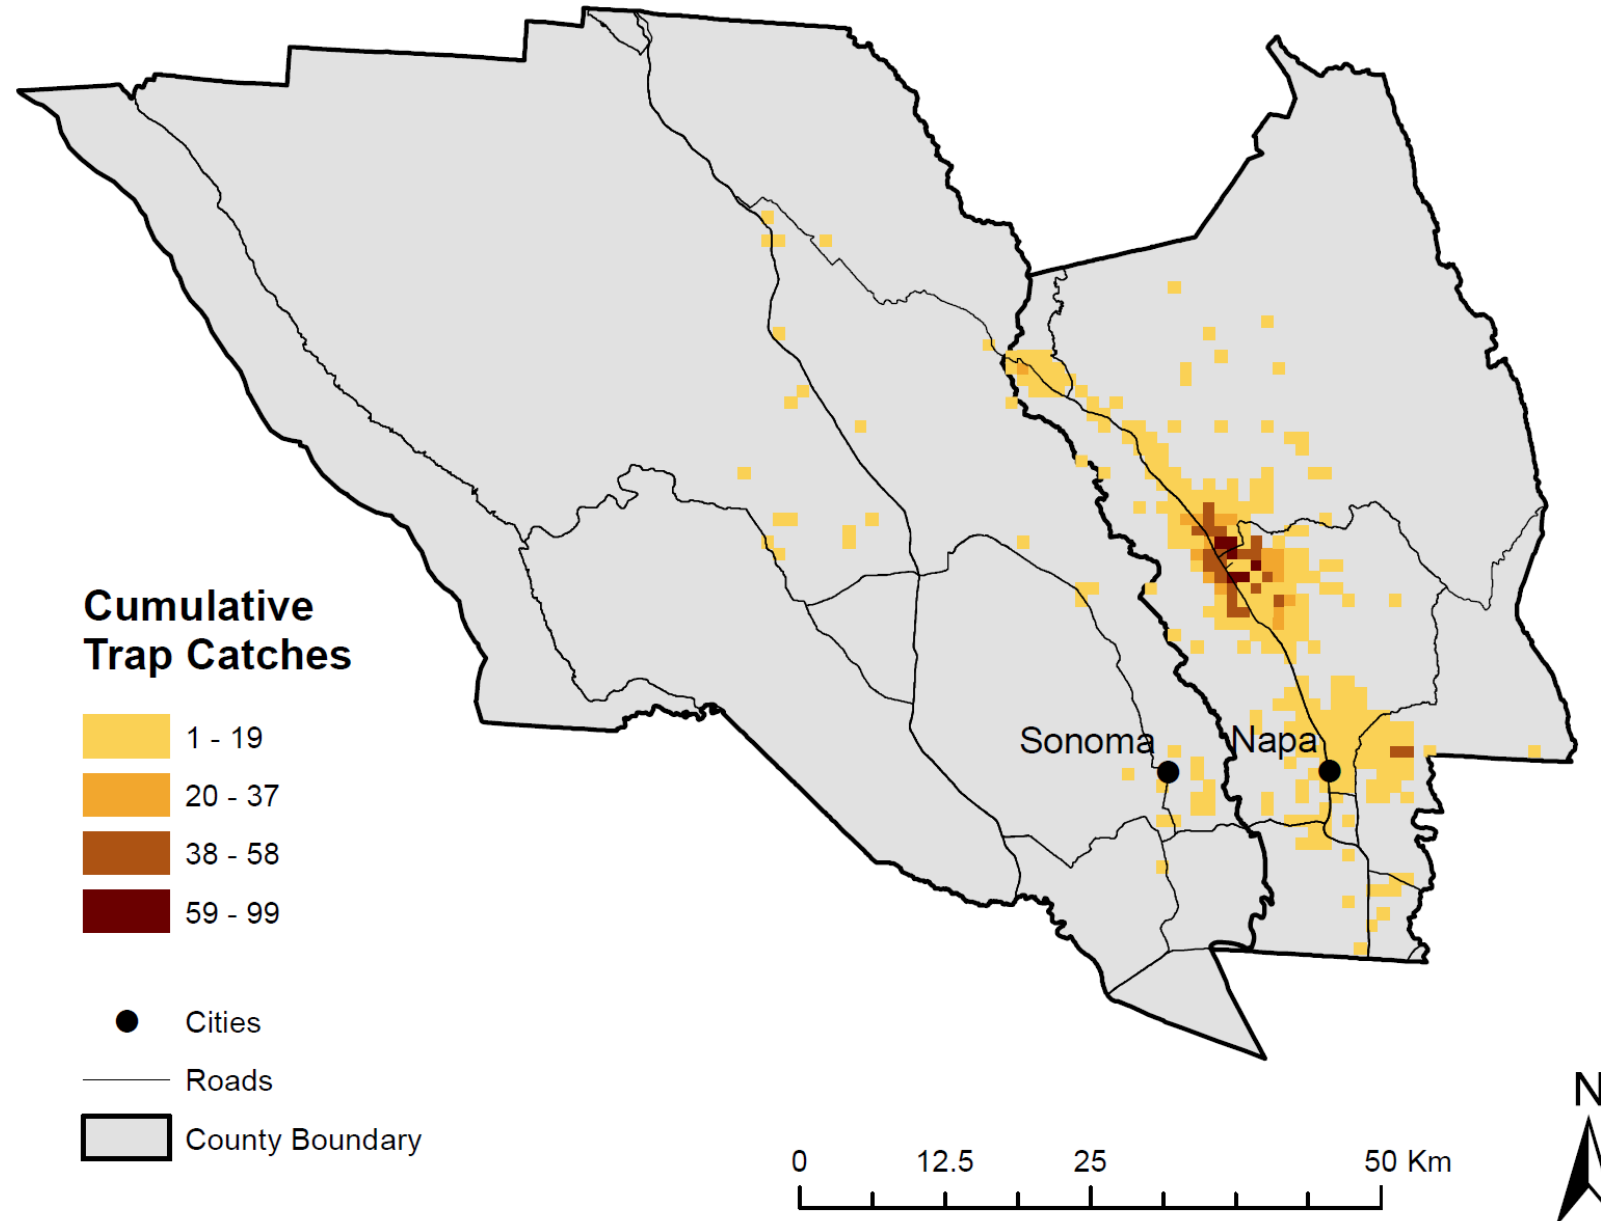 Sonoma
Napa
Cumulative
Trap Catches
1 - 19
20 - 37
38 - 58
59 - 99
Cities
Roads
County Boundary
0 12.5 25 50 Km
N